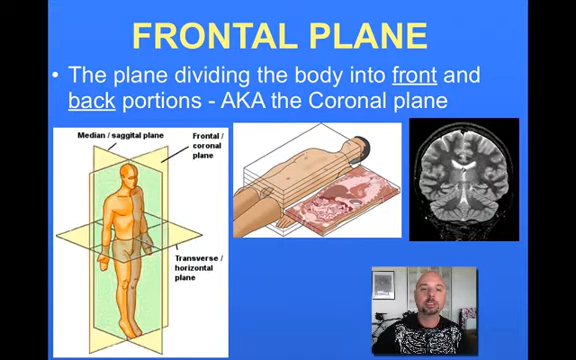 FRONTAL PLANE
• The plane dividing the body into front and
back portions - AKA the Coronal plane
Median / saggital plane
Frontal /
coronal
plane
Transverse /
horizontal
plane